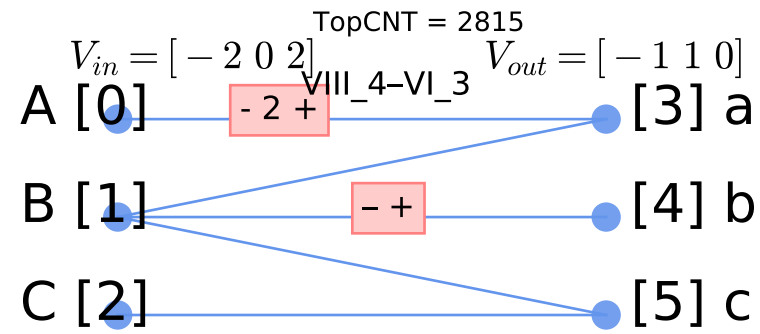 TopCNT = 2815
V_in = [ − 2 0 2]
V_out = [ − 1 1 0]
VIII_4–VI_3
A [0]
- 2 +
[3] a
B [1]
– +
[4] b
C [2]
[5] c